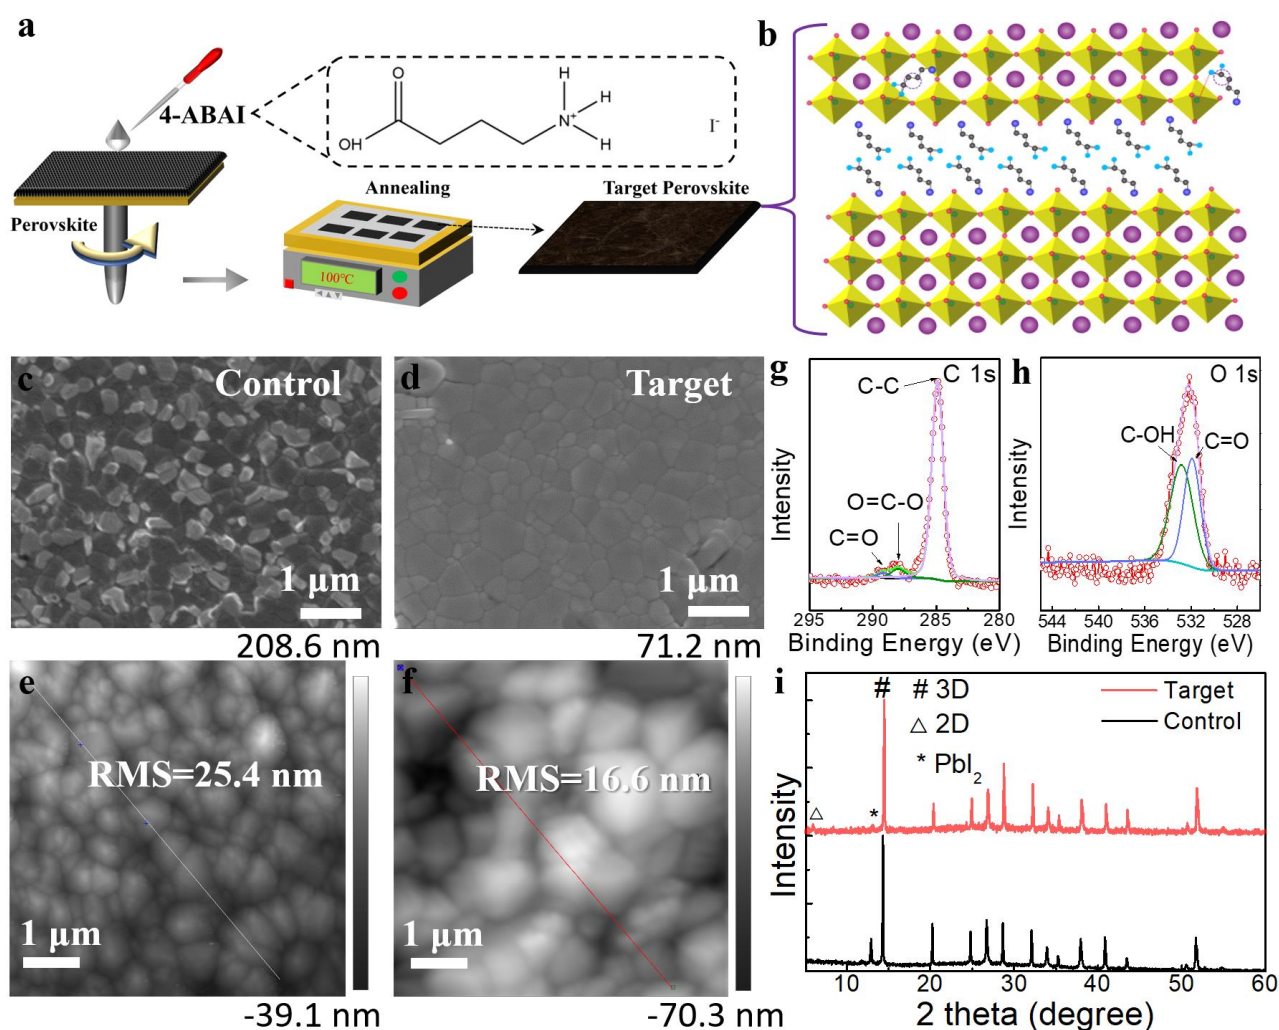 a
4-ABAI
O
OH
H
H
N+
H
I-
Perovskite
Annealing
100℃
Target Perovskite
b
c
Control
1 μm
d
Target
1 μm
g
C 1s
C-C
O=C-O
C=O
Intensity
295 290 285 280
Binding Energy (eV)
h
O 1s
C-OH
C=O
Intensity
544 540 536 532 528
Binding Energy (eV)
208.6 nm
71.2 nm
e
RMS=25.4 nm
1 μm
-39.1 nm
f
RMS=16.6 nm
1 μm
-70.3 nm
i
#
# 3D
△ 2D
* PbI2
Target
Control
△
*
Intensity
10 20 30 40 50 60
2 theta (degree)